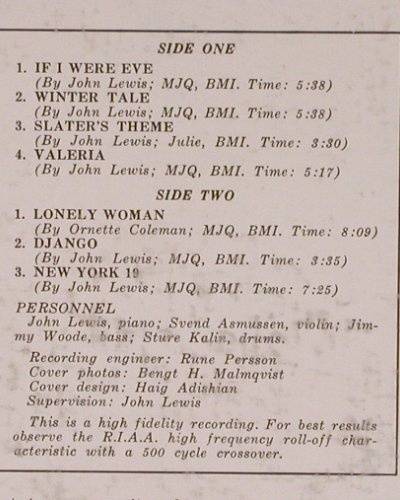 SIDE ONE
1. IF I WERE EVE
(By John Lewis; MJQ, BMI. Time: 5:38)
2. WINTER TALE
(By John Lewis; MJQ, BMI. Time: 5:38)
3. SLATER'S THEME
(By John Lewis; Julie, BMI. Time: 3:30)
4. VALERIA
(By John Lewis; MJQ, BMI. Time: 5:17)
SIDE TWO
1. LONELY WOMAN
(By Ornette Coleman; MJQ, BMI. Time: 8:09)
2. DJANGO
(By John Lewis; MJQ, BMI. Time: 3:35)
3. NEW YORK 19
(By John Lewis; MJQ, BMI. Time: 7:25)
PERSONNEL
John Lewis, piano; Svend Asmussen, violin; Jim-
my Woode, bass; Sture Kalin, drums.
Recording engineer: Rune Persson
Cover photos: Bengt H. Malmqvist
Cover design: Haig Adishian
Supervision: John Lewis
This is a high fidelity recording. For best results
observe the R.I.A.A. high frequency roll-off char-
acteristic with a 500 cycle crossover.